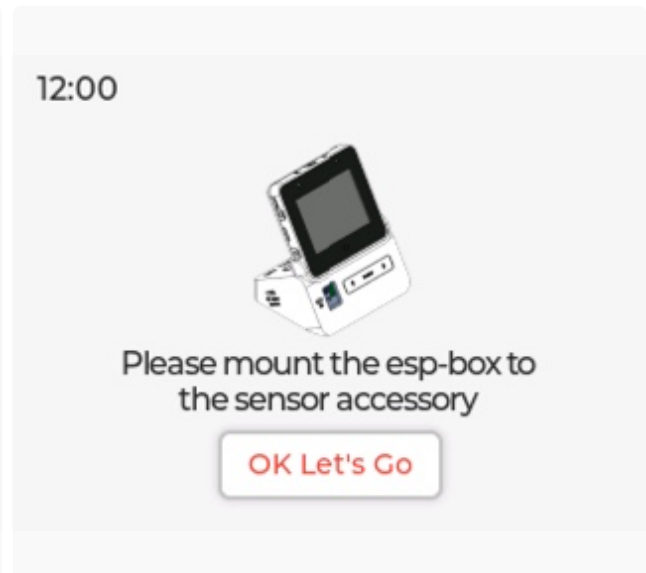 12:00
Please mount the esp-box to
the sensor accessory
OK Let's Go